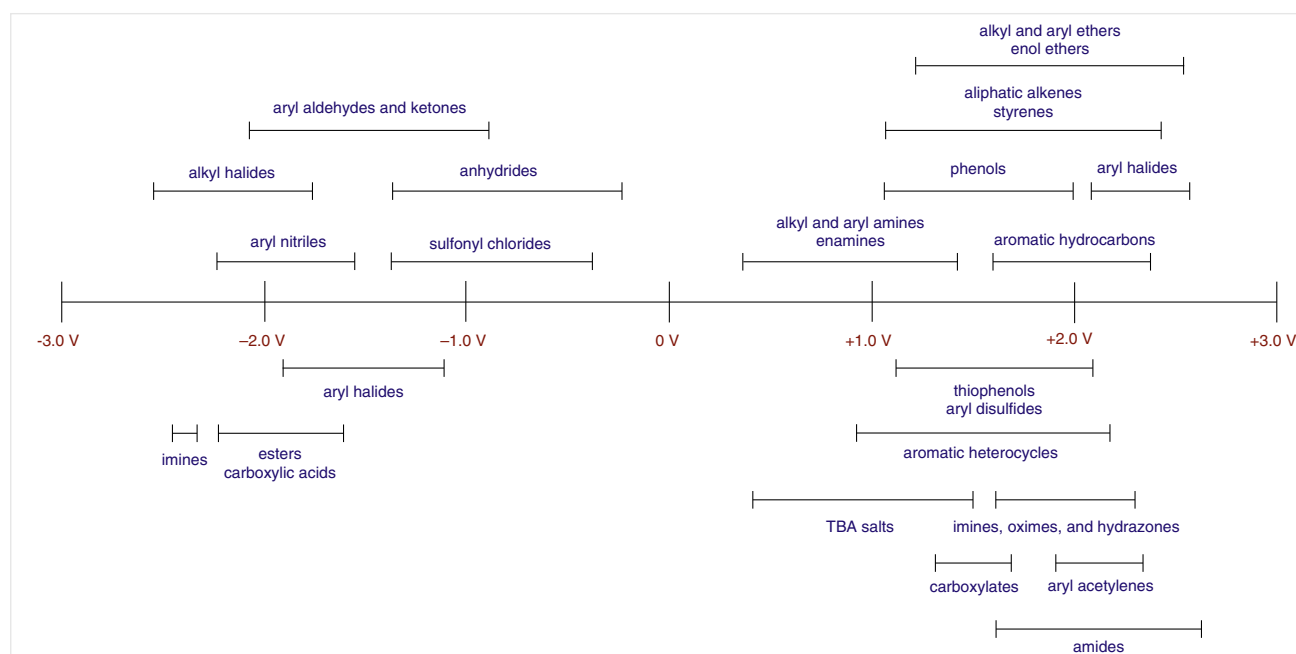 alkyl and aryl ethers
enol ethers
aryl aldehydes and ketones
aliphatic alkenes
styrenes
alkyl halides
anhydrides
phenols
aryl halides
aryl nitriles
sulfonyl chlorides
alkyl and aryl amines
enamines
aromatic hydrocarbons
-3.0 V
–2.0 V
–1.0 V
0 V
+1.0 V
+2.0 V
+3.0 V
aryl halides
thiophenols
aryl disulfides
imines
esters
carboxylic acids
aromatic heterocycles
TBA salts
imines, oximes, and hydrazones
carboxylates
aryl acetylenes
amides